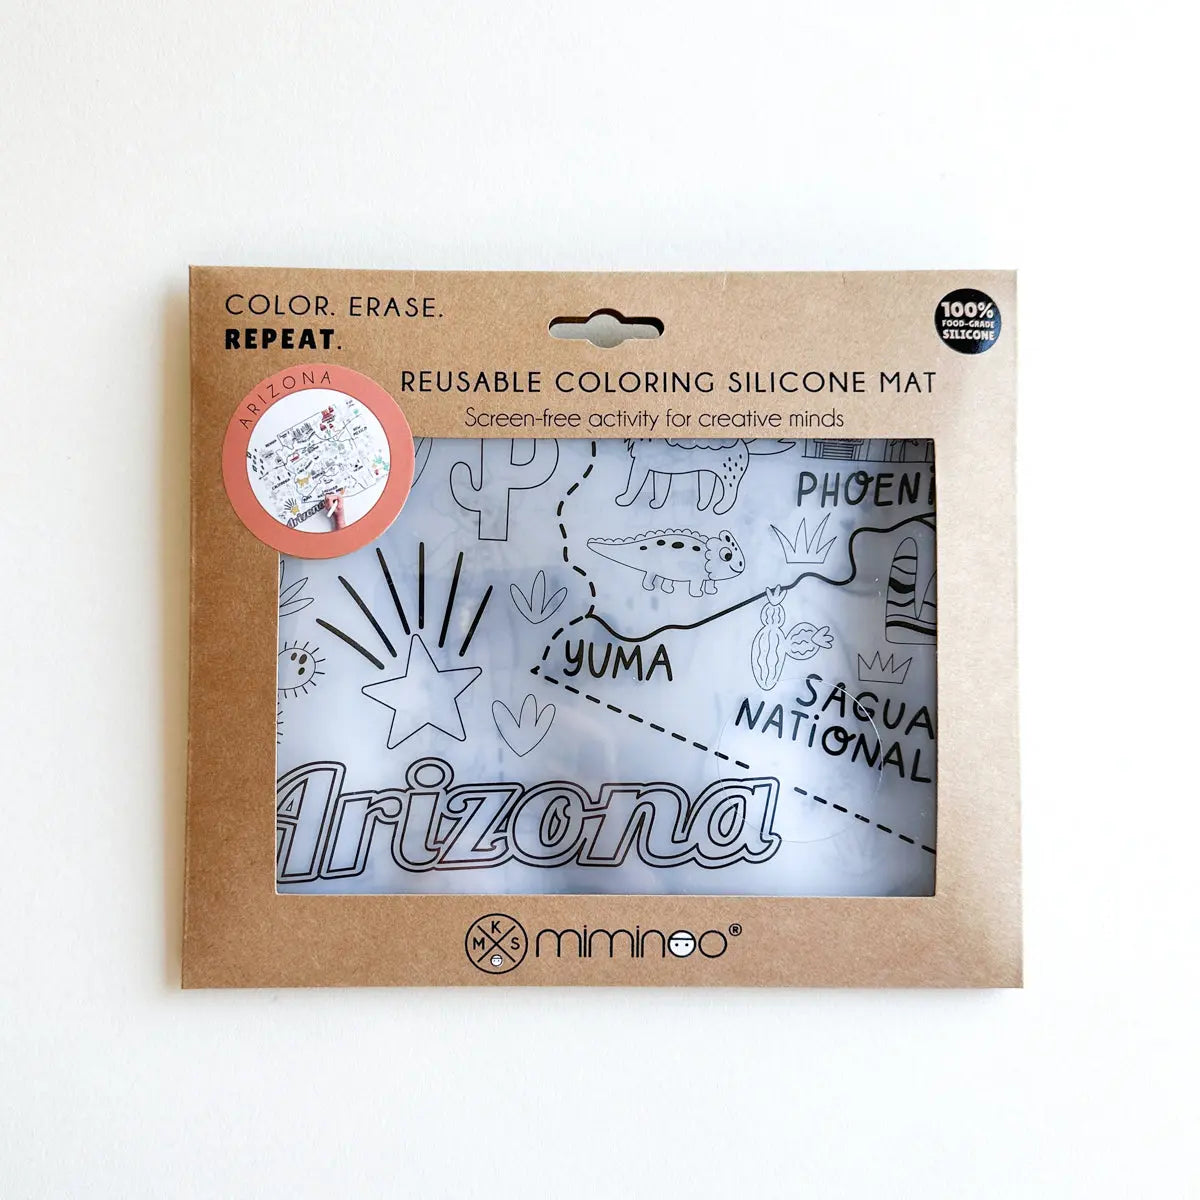 COLOR. ERASE.
REPEAT.
100%
FOOD-GRADE
SILICONE
ARIZONA
REUSABLE COLORING SILICONE MAT
Screen-free activity for creative minds
PHOENI
YUMA
SAGUA
NATIONAL
Arizona
M K S
miminoo®